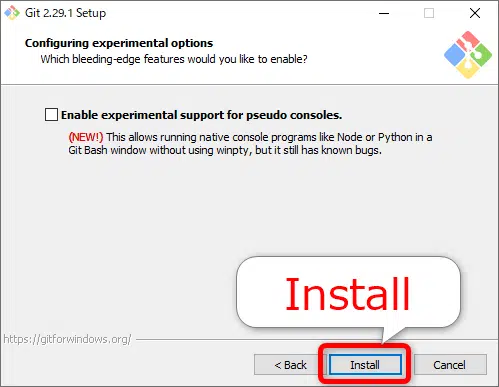 Git 2.29.1 Setup
Configuring experimental options
Which bleeding-edge features would you like to enable?
Enable experimental support for pseudo consoles.
(NEW!) This allows running native console programs like Node or Python in a
Git Bash window without using winpty, but it still has known bugs.
Install
https://gitforwindows.org/
< Back
Install
Cancel